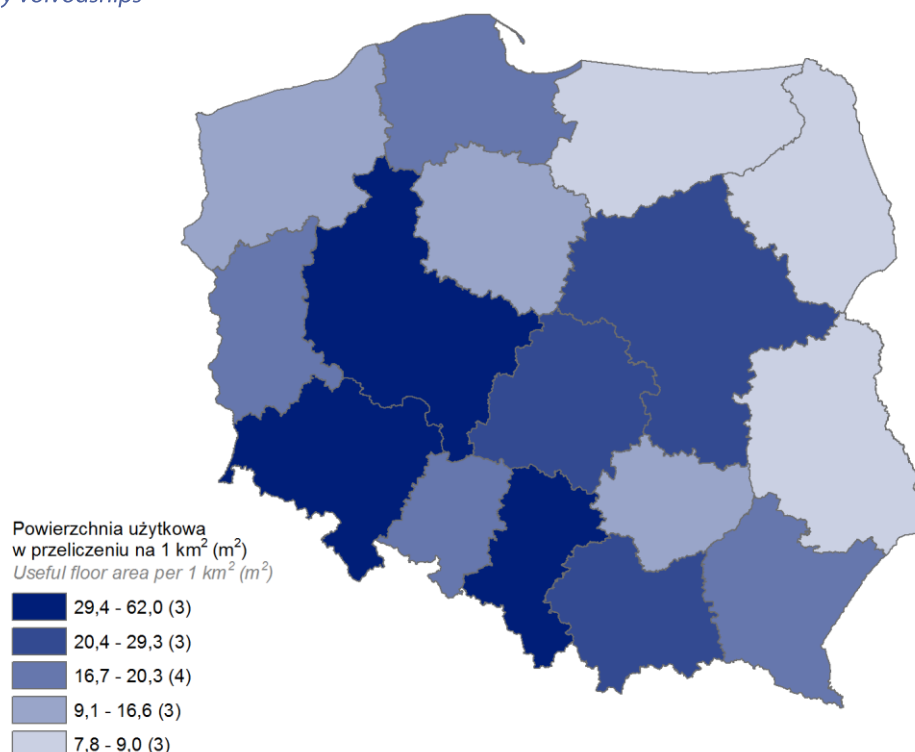 y voivodships
Powierzchnia użytkowa
w przeliczeniu na 1 km² (m²)
Useful floor area per 1 km² (m²)
29,4 - 62,0 (3)
20,4 - 29,3 (3)
16,7 - 20,3 (4)
9,1 - 16,6 (3)
7,8 - 9,0 (3)